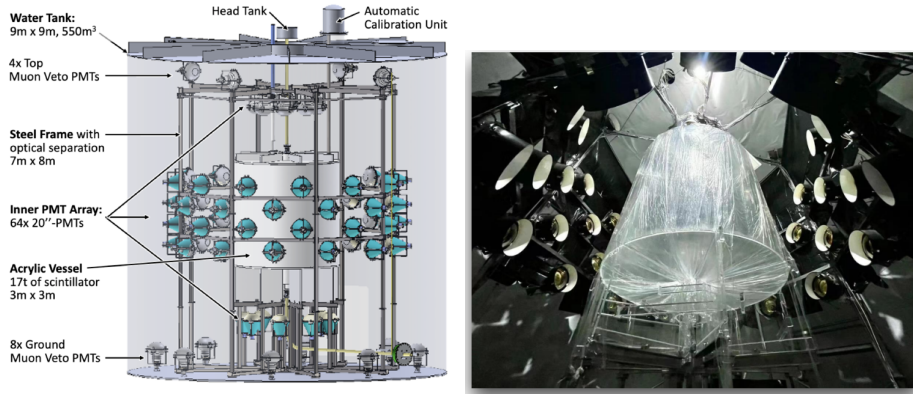 Water Tank:
9m x 9m, 550m³
Head Tank
Automatic
Calibration Unit
4x Top
Muon Veto PMTs
Steel Frame with
optical separation
7m x 8m
Inner PMT Array:
64x 20’’-PMTs
Acrylic Vessel
17t of scintillator
3m x 3m
8x Ground
Muon Veto PMTs